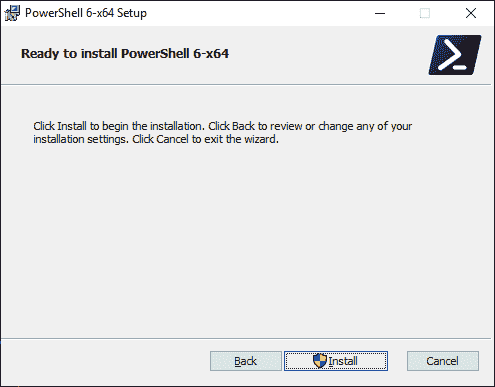 PowerShell 6-x64 Setup
Ready to install PowerShell 6-x64
Click Install to begin the installation. Click Back to review or change any of your
installation settings. Click Cancel to exit the wizard.
Back Install Cancel